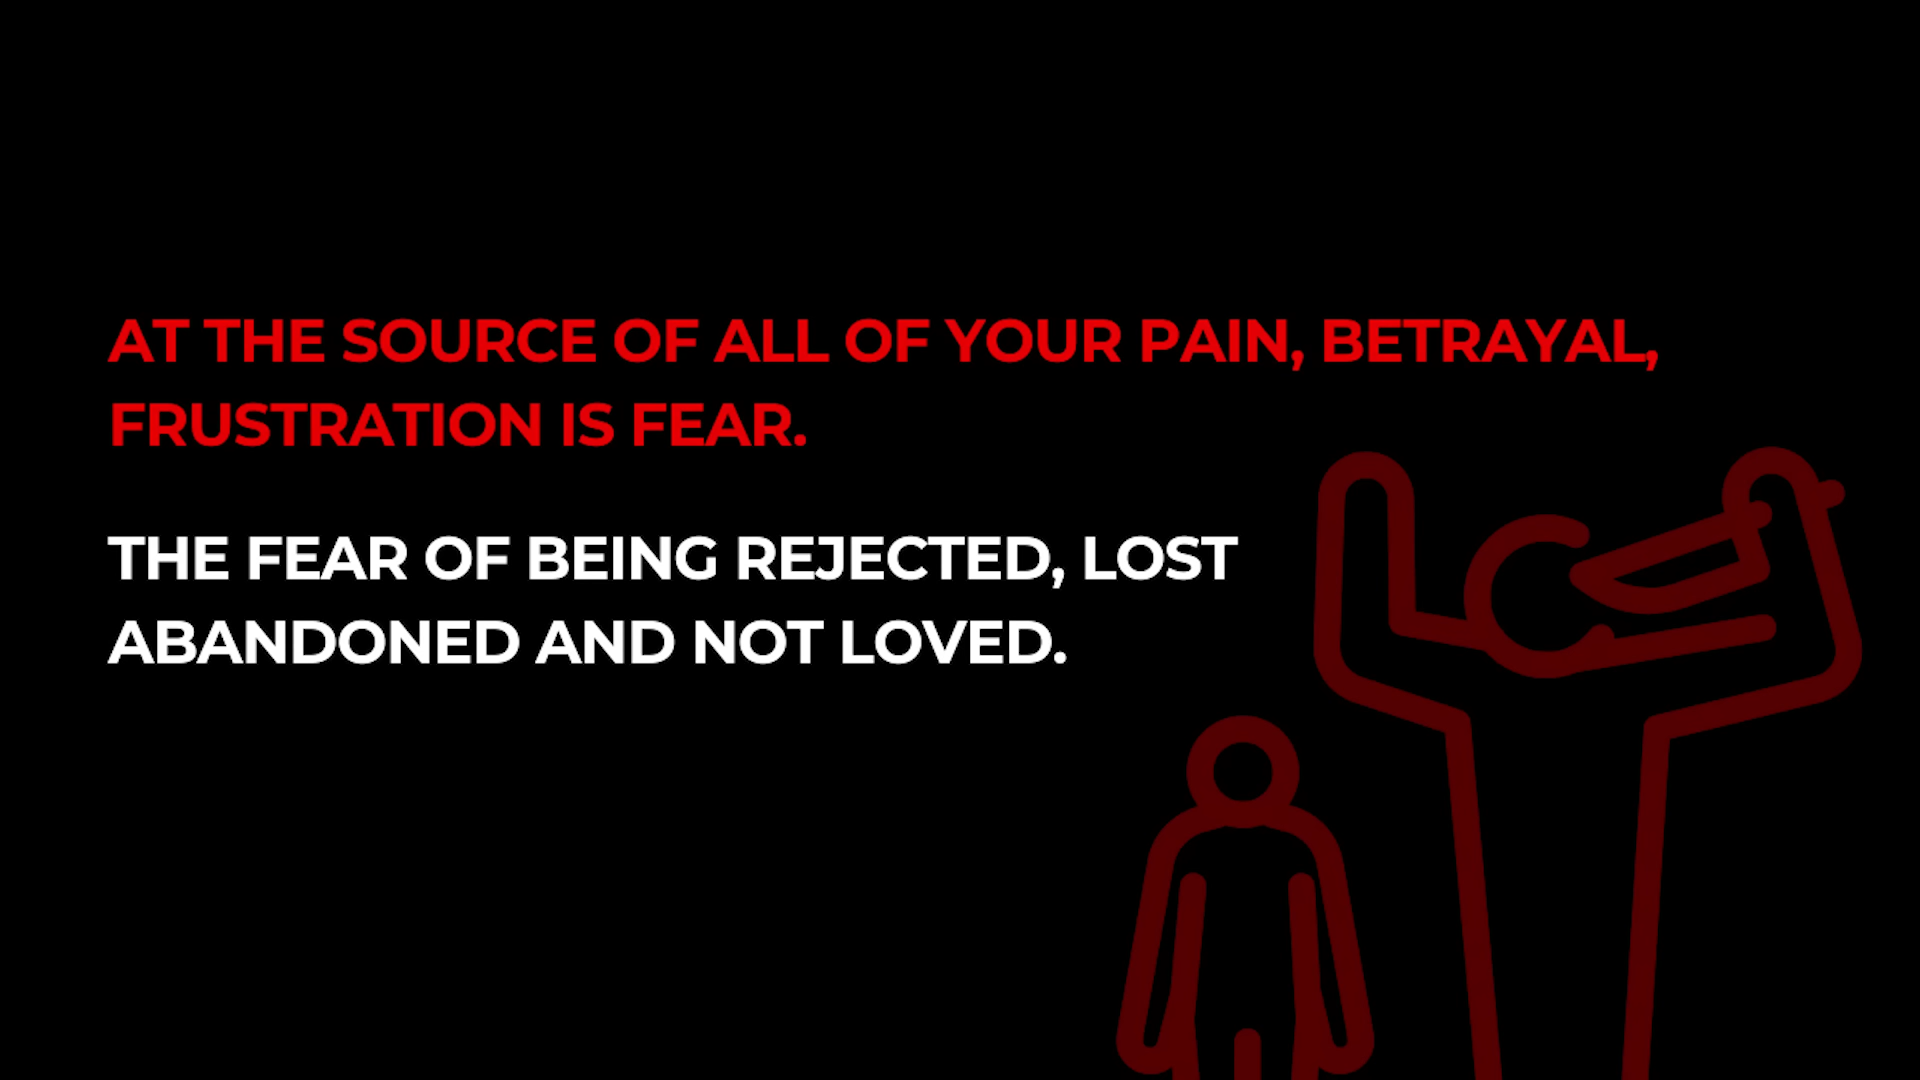 AT THE SOURCE OF ALL OF YOUR PAIN, BETRAYAL,
FRUSTRATION IS FEAR.
THE FEAR OF BEING REJECTED, LOST
ABANDONED AND NOT LOVED.